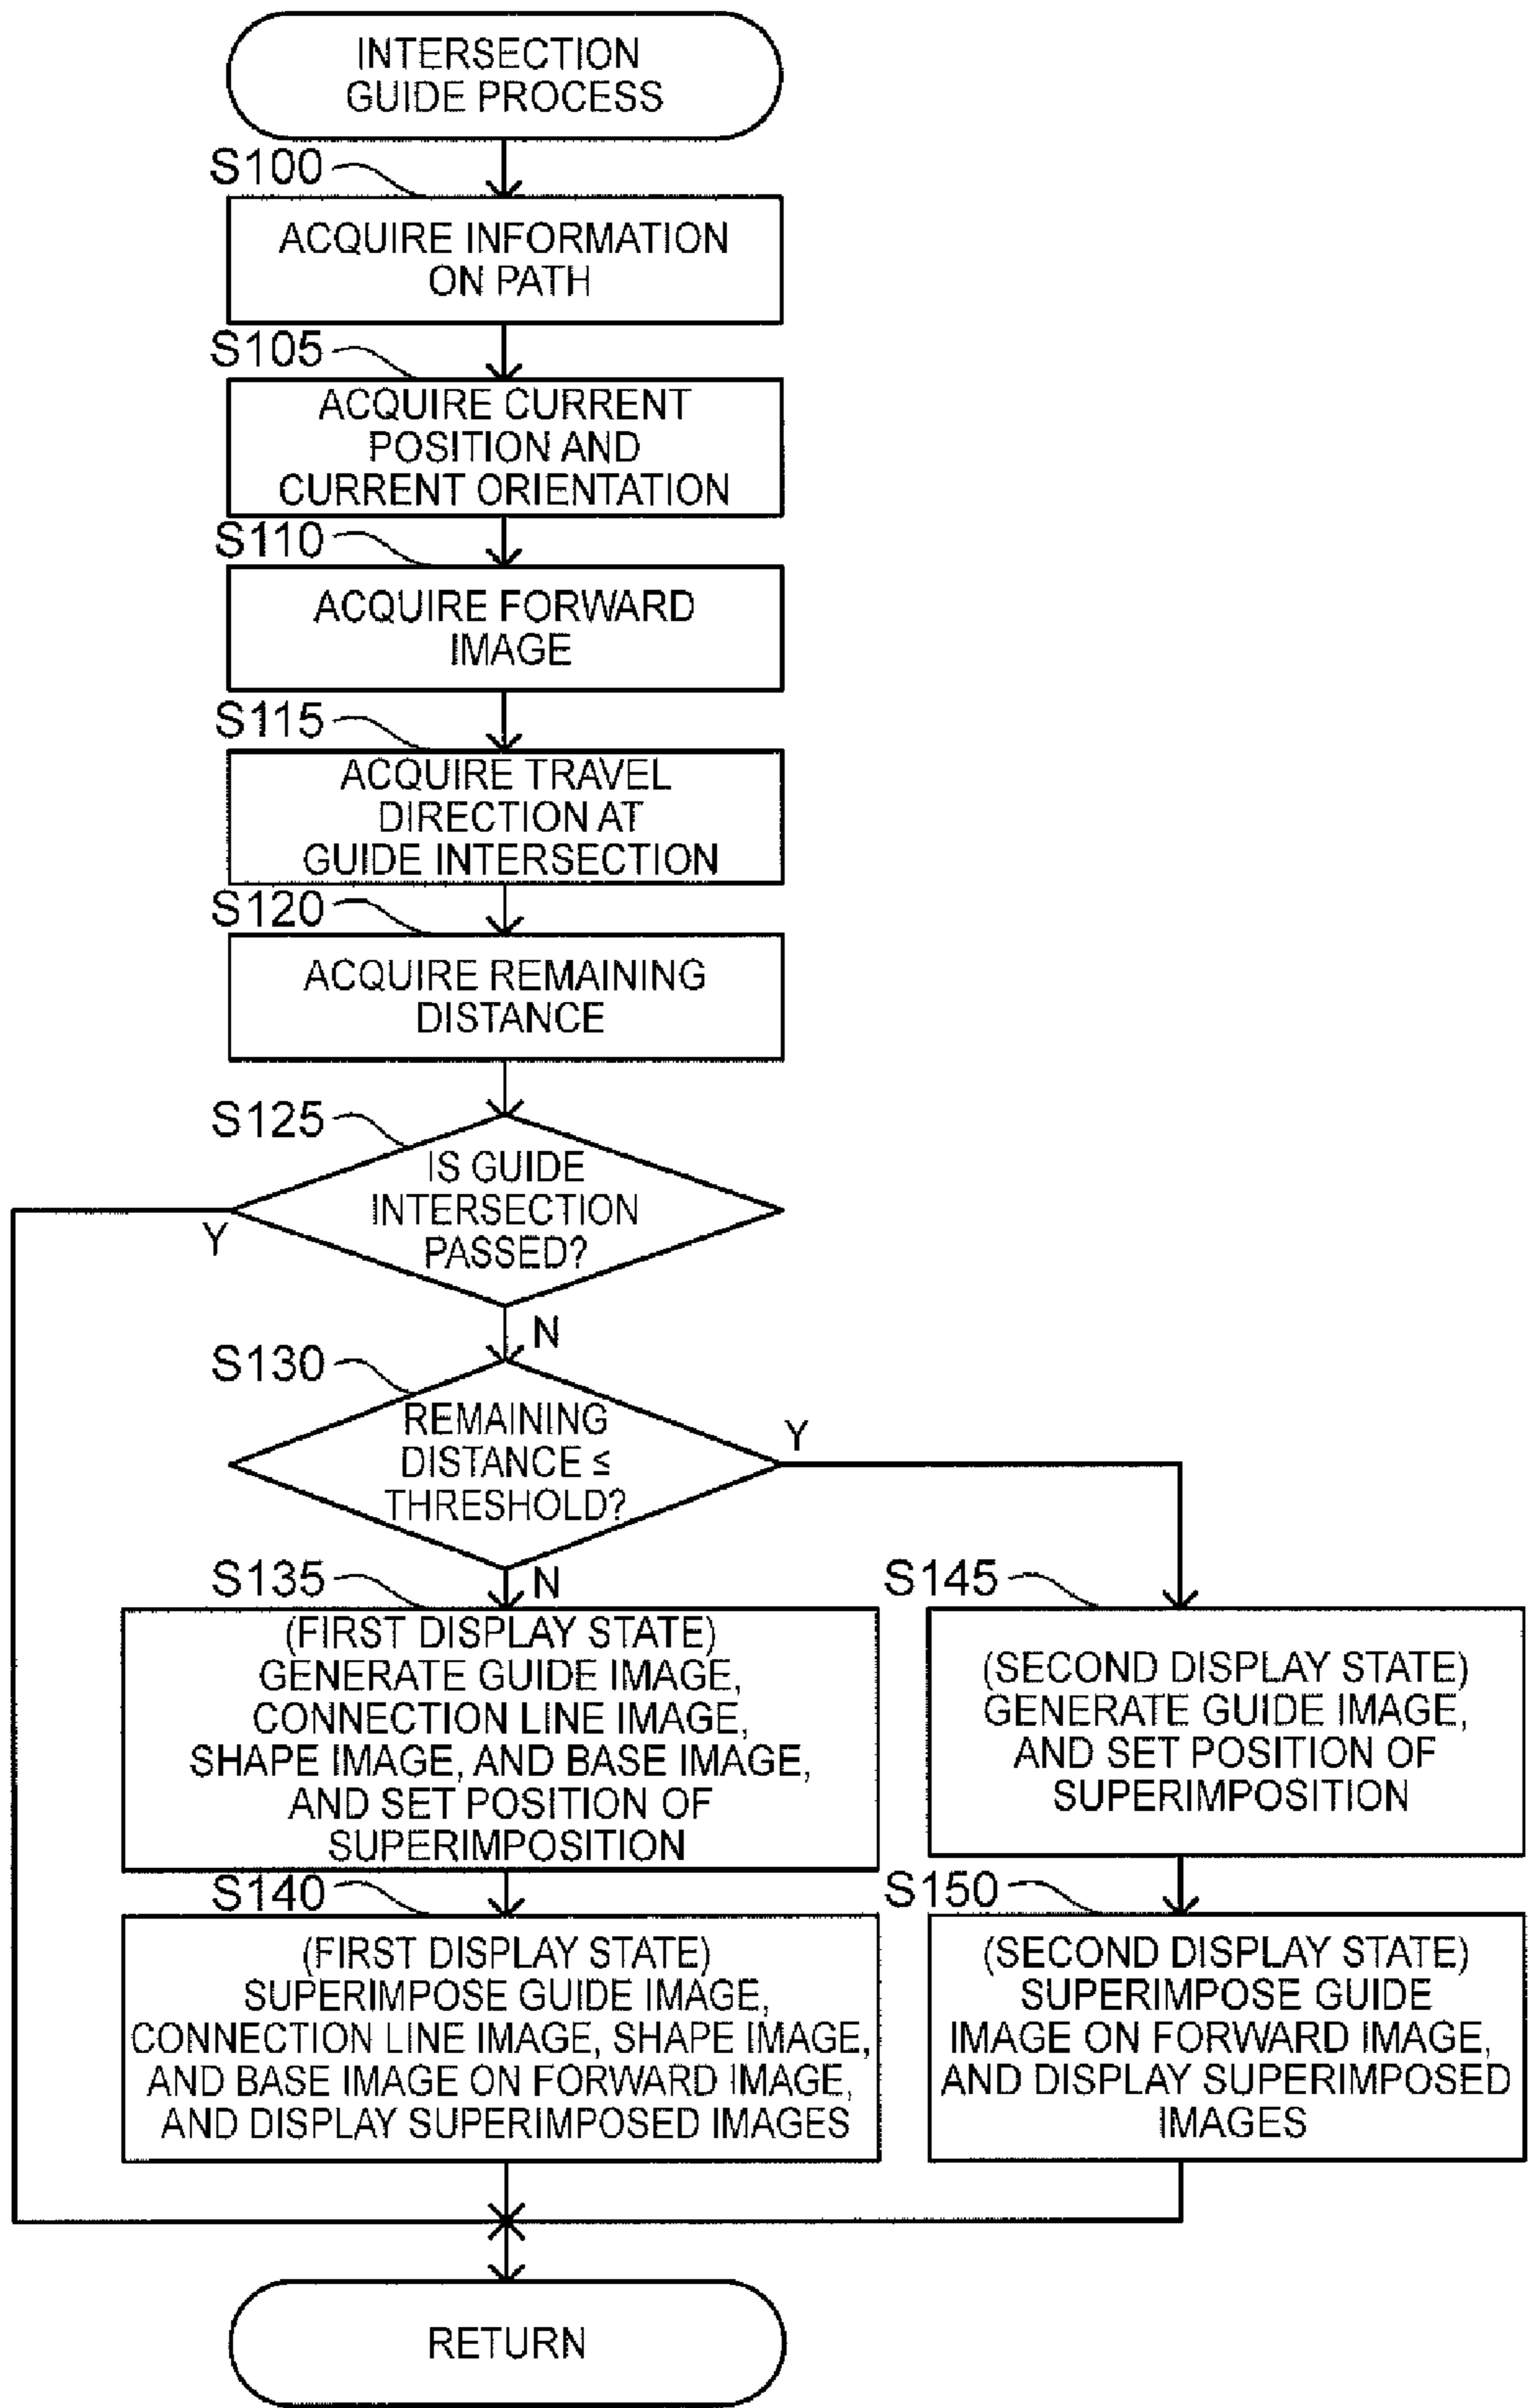 INTERSECTION
GUIDE PROCESS
S100
ACQUIRE INFORMATION
ON PATH
S105
ACQUIRE CURRENT
POSITION AND
CURRENT ORIENTATION
S110
ACQUIRE FORWARD
IMAGE
S115
ACQUIRE TRAVEL
DIRECTION AT
GUIDE INTERSECTION
S120
ACQUIRE REMAINING
DISTANCE
S125
IS GUIDE
INTERSECTION
PASSED?
Y
N
S130
REMAINING
DISTANCE ≤
THRESHOLD?
Y
N
S135
(FIRST DISPLAY STATE)
GENERATE GUIDE IMAGE,
CONNECTION LINE IMAGE,
SHAPE IMAGE, AND BASE IMAGE,
AND SET POSITION OF
SUPERIMPOSITION
S145
(SECOND DISPLAY STATE)
GENERATE GUIDE IMAGE,
AND SET POSITION OF
SUPERIMPOSITION
S140
(FIRST DISPLAY STATE)
SUPERIMPOSE GUIDE IMAGE,
CONNECTION LINE IMAGE, SHAPE IMAGE,
AND BASE IMAGE ON FORWARD IMAGE,
AND DISPLAY SUPERIMPOSED IMAGES
S150
(SECOND DISPLAY STATE)
SUPERIMPOSE GUIDE
IMAGE ON FORWARD IMAGE,
AND DISPLAY SUPERIMPOSED
IMAGES
RETURN